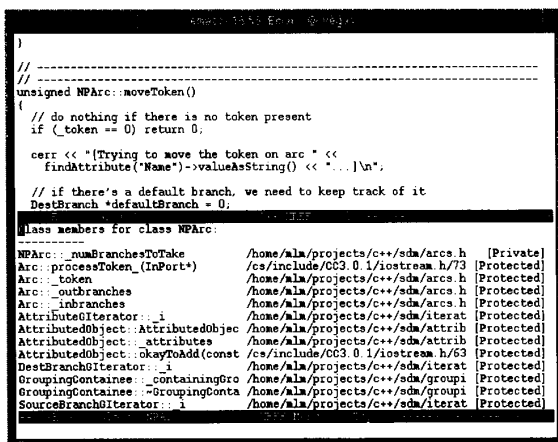 }
// ------------------------------------------------------------
// ------------------------------------------------------------
unsigned NPArc::moveToken()
{
// do nothing if there is no token present
if (_token == 0) return 0;
cerr << "[Trying to move the token on arc " <<
findAttribute("Name")->valueAsString() << "...]\n";
// if there's a default branch, we need to keep track of it
DestBranch *defaultBranch = 0;
Class members for class NPArc:
-----------
NPArc::_numBranchesToTake /home/mlm/projects/c++/sdm/arcs.h [Private]
Arc::processToken_(InPort*) /cs/include/CC3.0.1/iostream.h/73 [Protected]
Arc::_token /home/mlm/projects/c++/sdm/arcs.h [Protected]
Arc::_outbranches /home/mlm/projects/c++/sdm/arcs.h [Protected]
Arc::_inbranches /home/mlm/projects/c++/sdm/arcs.h [Protected]
AttributeGIterator::_i /home/mlm/projects/c++/sdm/iterat [Protected]
AttributedObject::AttributedObjec /home/mlm/projects/c++/sdm/attrib [Protected]
AttributedObject::_attributes /home/mlm/projects/c++/sdm/attrib [Protected]
AttributedObject::okayToAdd(const /cs/include/CC3.0.1/iostream.h/63 [Protected]
DestBranchGIterator::_i /home/mlm/projects/c++/sdm/iterat [Protected]
GroupingContainee::_containingGro /home/mlm/projects/c++/sdm/groupi [Protected]
GroupingContainee::~GroupingConta /home/mlm/projects/c++/sdm/groupi [Protected]
SourceBranchGIterator::_i /home/mlm/projects/c++/sdm/iterat [Protected]